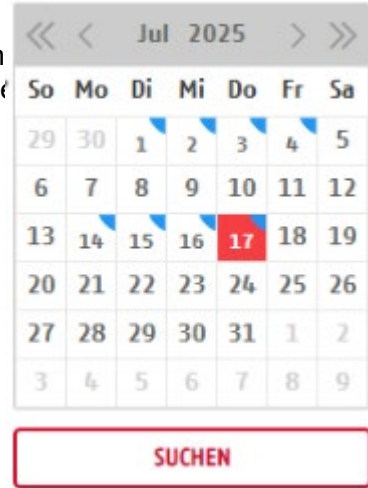 Jul 2025
So Mo Di Mi Do Fr Sa
29 30 1 2 3 4 5
6 7 8 9 10 11 12
13 14 15 16 17 18 19
20 21 22 23 24 25 26
27 28 29 30 31 1 2
3 4 5 6 7 8 9
SUCHEN